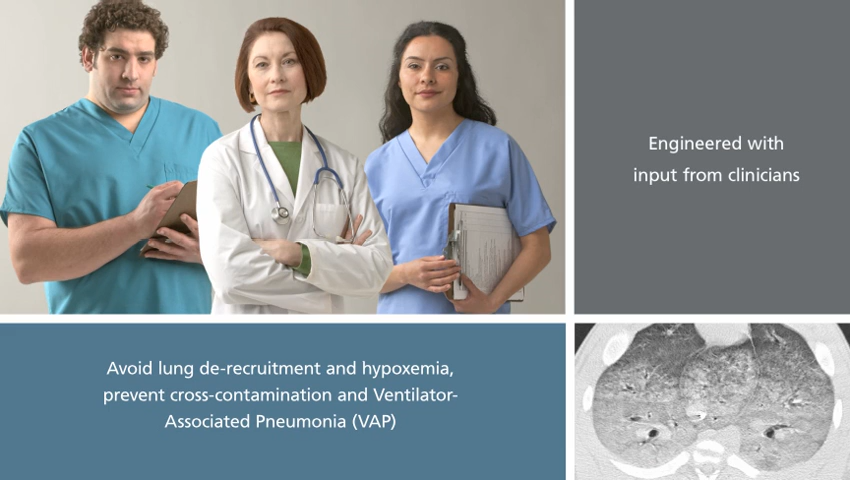 Engineered with
input from clinicians
Avoid lung de-recruitment and hypoxemia,
prevent cross-contamination and Ventilator-
Associated Pneumonia (VAP)